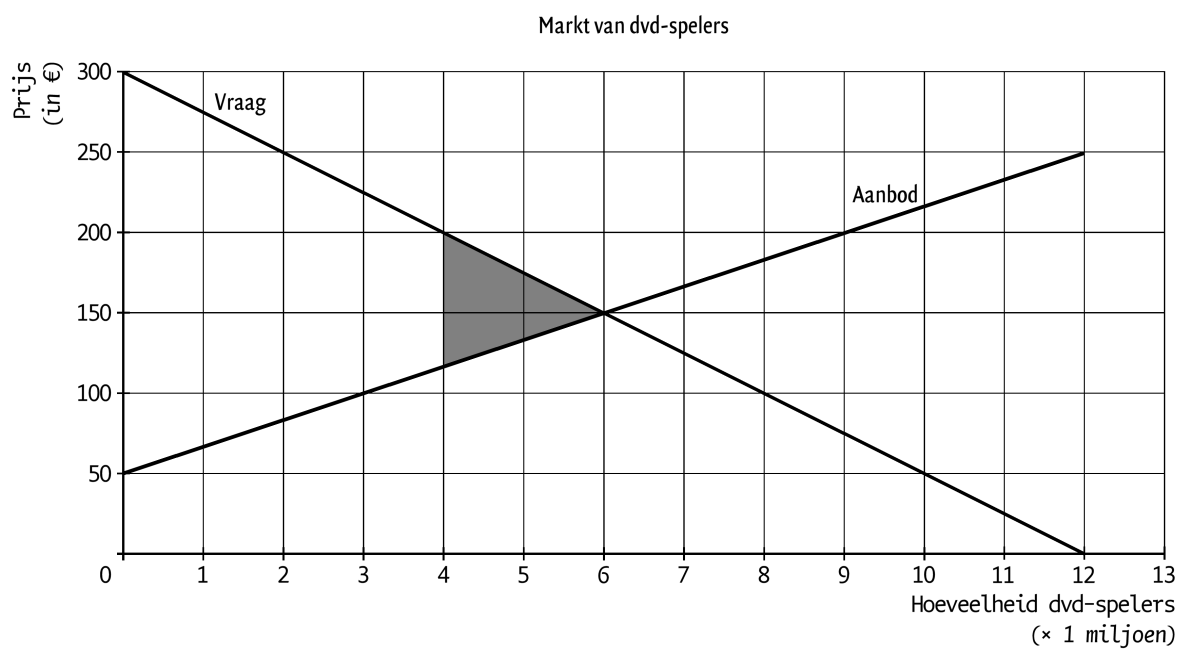 Markt van dvd-spelers
Prijs
(in €)
300
250
200
150
100
50
Vraag
Aanbod
0 1 2 3 4 5 6 7 8 9 10 11 12 13
Hoeveelheid dvd-spelers
(× 1 miljoen)